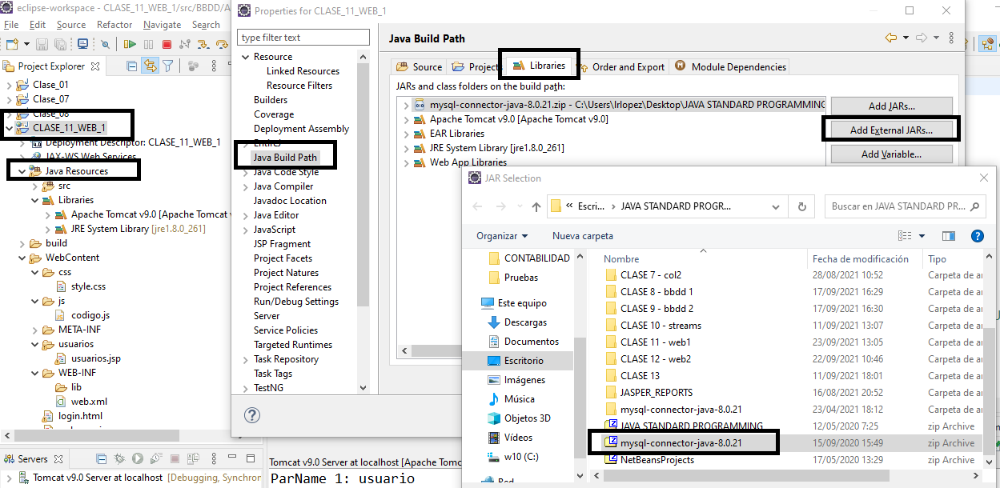 eclipse-workspace - CLASE_11_WEB_1/src/BBDD/A
File Edit Source Refactor Navigate Search
Project Explorer
Clase_01
Clase_07
Clase_08
CLASE_11_WEB_1
Deployment Descriptor: CLASE_11_WEB_1
JAX-WS Web Services
Java Resources
src
Libraries
Apache Tomcat v9.0 [Apache Tomcat v
JRE System Library [jre1.8.0_261]
build
WebContent
css
style.css
js
codigo.js
META-INF
usuarios
usuarios.jsp
WEB-INF
lib
web.xml
login.html
Servers
Tomcat v9.0 Server at localhost [Debugging, Synchron
Properties for CLASE_11_WEB_1
type filter text
Resource
Linked Resources
Resource Filters
Builders
Coverage
Deployment Assembly
Java Build Path
Java Code Style
Java Compiler
Javadoc Location
Java Editor
JavaScript
JSP Fragment
Project Facets
Project Natures
Project References
Run/Debug Settings
Server
Service Policies
Targeted Runtimes
Task Repository
Task Tags
TestNG
Java Build Path
Source Projects Libraries Order and Export Module Dependencies
JARs and class folders on the build path:
mysql-connector-java-8.0.21.zip - C:\Users\lrlopez\Desktop\JAVA STANDARD PROGRAMMING
Apache Tomcat v9.0 [Apache Tomcat v9.0]
EAR Libraries
JRE System Library [jre1.8.0_261]
Web App Libraries
Add JARs...
Add External JARs...
Add Variable...
JAR Selection
« Escri... > JAVA STANDARD PROGR...
Buscar en JAVA STANDARD PR...
Organizar Nueva carpeta
CONTABILIDAD
Pruebas
Este equipo
Descargas
Documentos
Escritorio
Imágenes
Música
Objetos 3D
Vídeos
w10 (C:)
Red
Nombre Fecha de modificación Tipo
CLASE 7 - col2 28/08/2021 10:52 Carpeta de ar
CLASE 8 - bbdd 1 17/09/2021 16:29 Carpeta de ar
CLASE 9 - bbdd 2 17/09/2021 16:30 Carpeta de ar
CLASE 10 - streams 11/09/2021 13:07 Carpeta de ar
CLASE 11 - web1 23/09/2021 13:05 Carpeta de ar
CLASE 12 - web2 22/09/2021 10:46 Carpeta de ar
CLASE 13 11/09/2021 18:01 Carpeta de ar
JASPER_REPORTS 16/08/2021 20:52 Carpeta de ar
mysql-connector-java-8.0.21 23/04/2021 18:12 Carpeta de ar
JAVA STANDARD PROGRAMMING 12/05/2020 7:25 zip Archive
mysql-connector-java-8.0.21 15/09/2020 15:49 zip Archive
NetBeansProjects 17/05/2020 13:29 zip Archive
Tomcat v9.0 Server at localhost [Apache Tomc
ParName 1: usuario